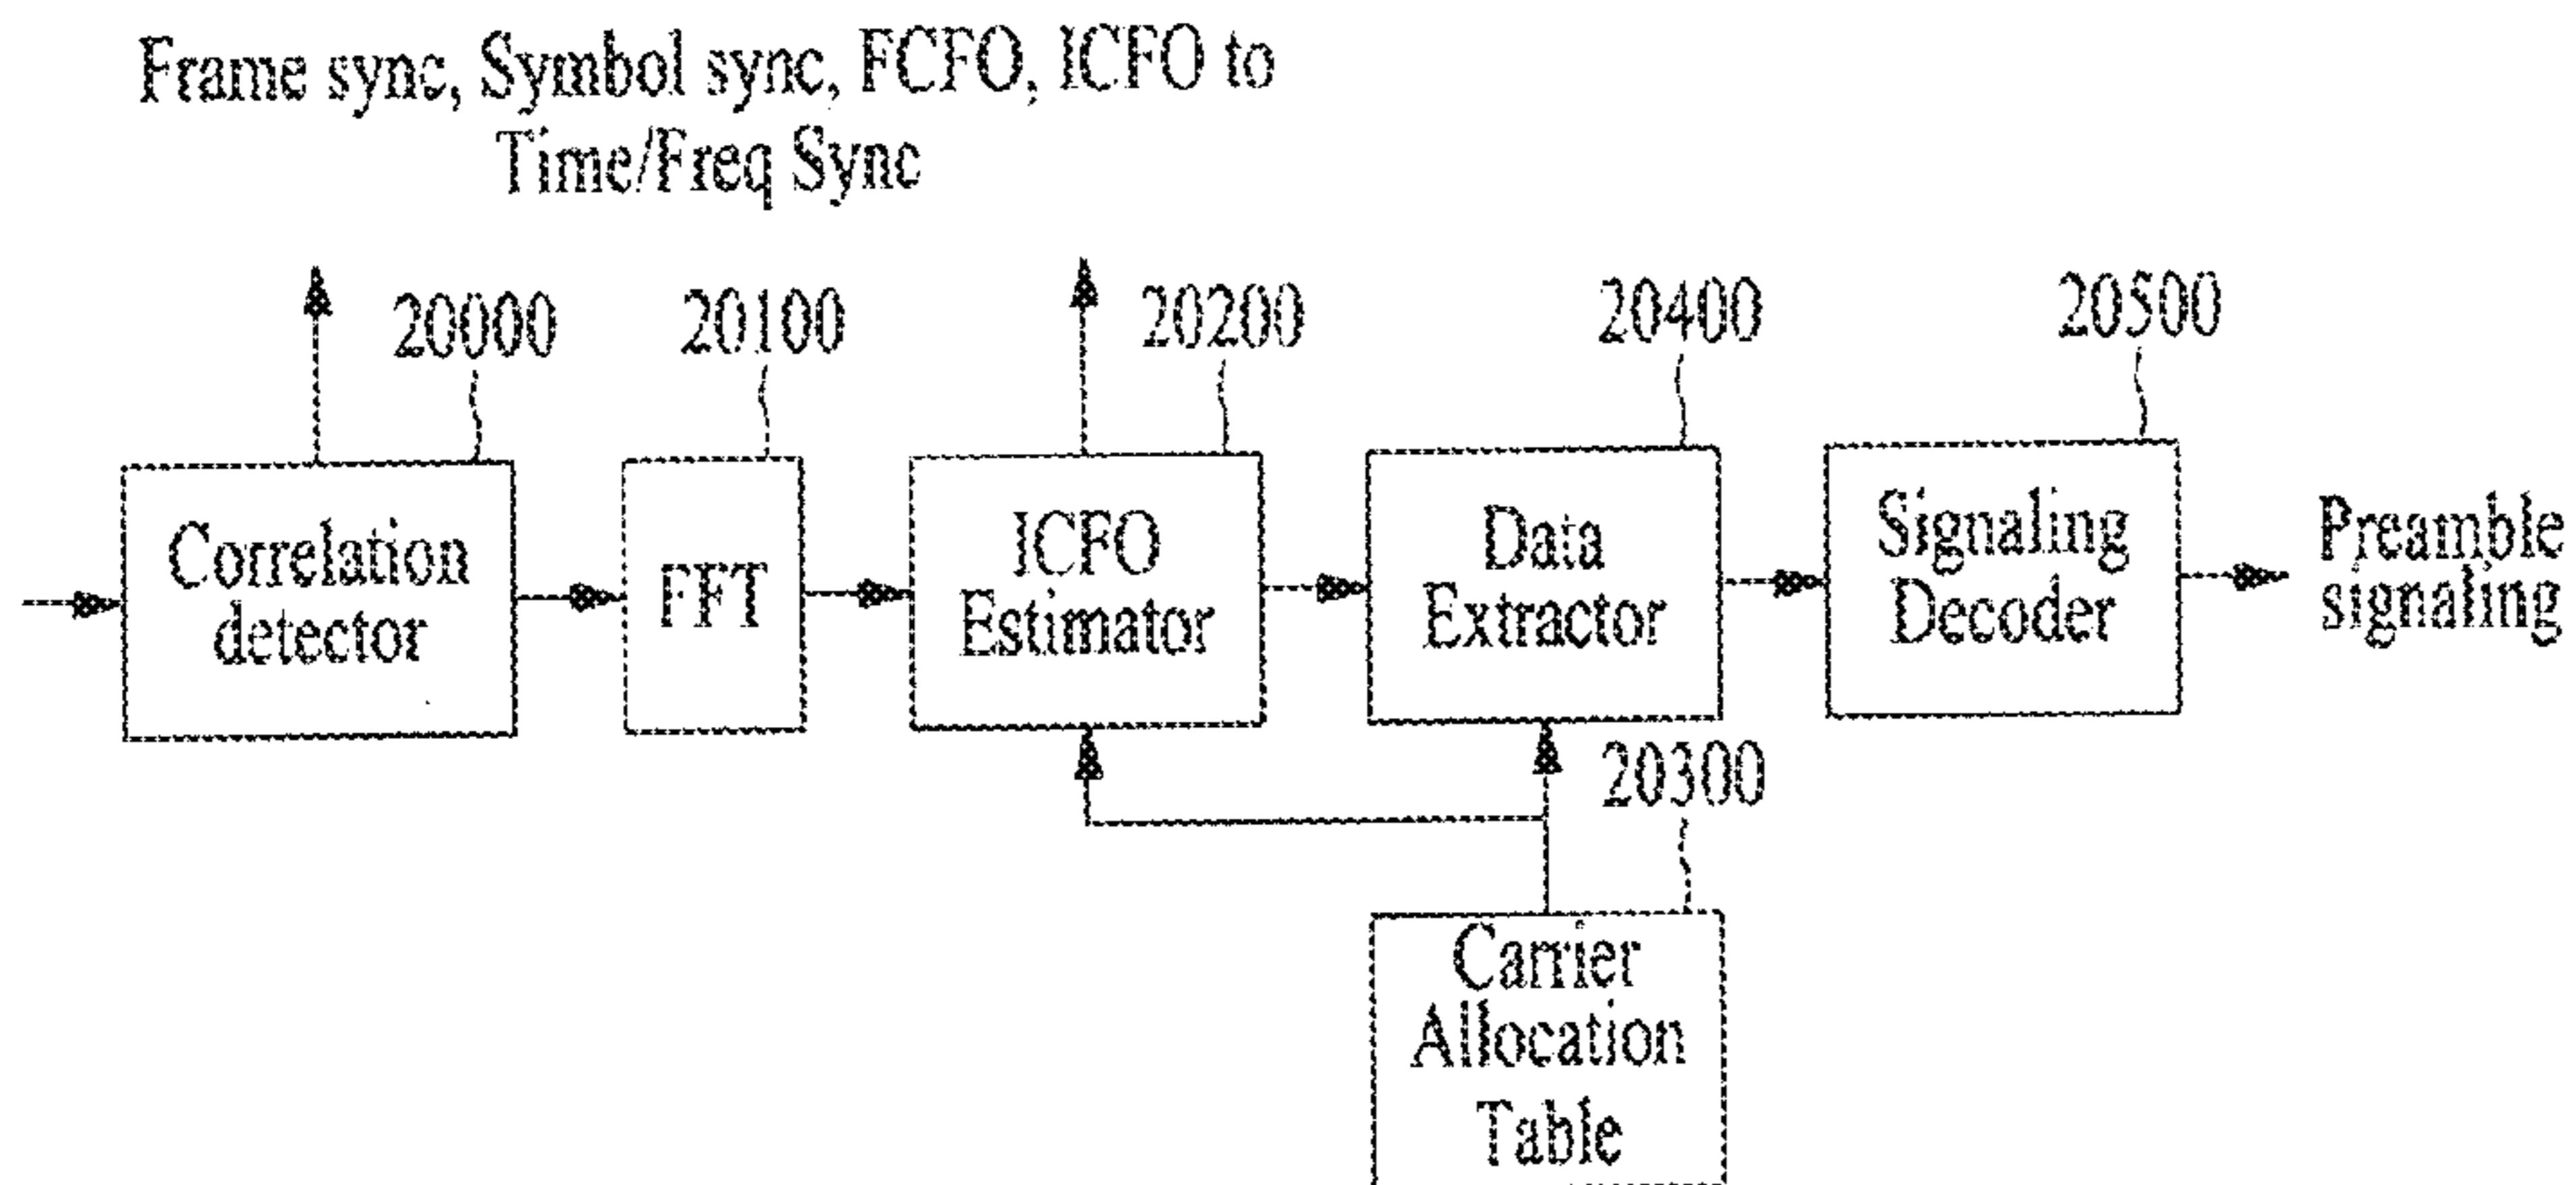 Frame sync, Symbol sync, FCFO, ICFO to
Time/Freq Sync
20000
20100
20200
20400
20500
Correlation
detector
FFT
ICFO
Estimator
Data
Extractor
Signaling
Decoder
Preamble
signaling
20300
Carrier
Allocation
Table